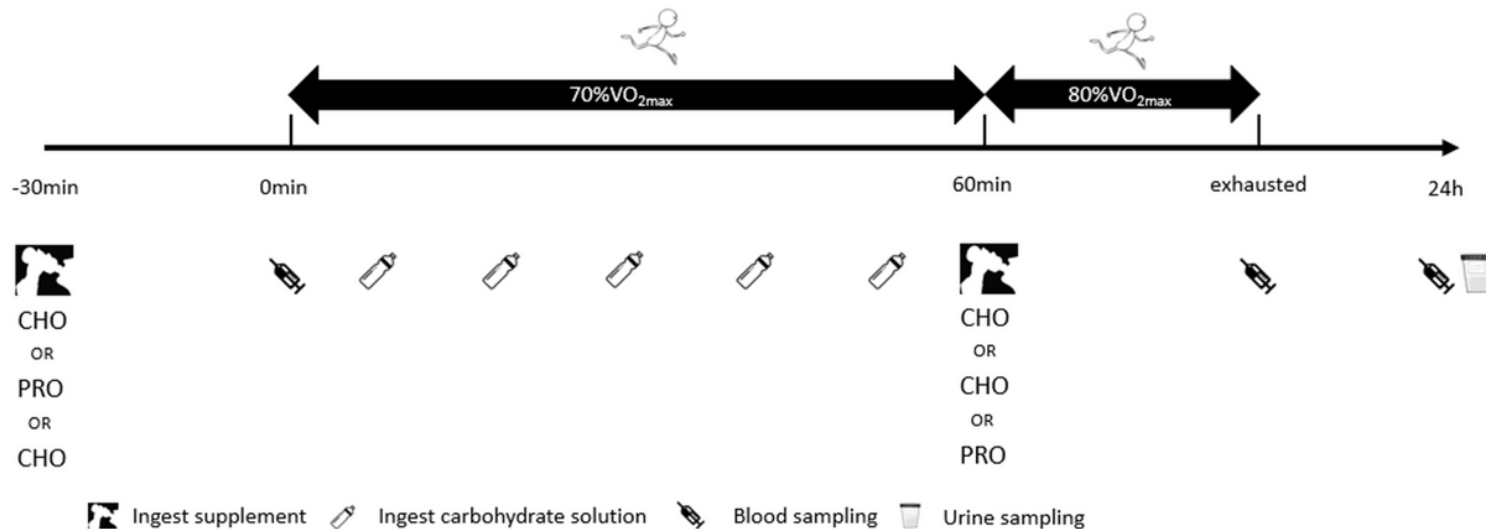 70%VO2max
80%VO2max
-30min
0min
60min
exhausted
24h
CHO
OR
PRO
OR
CHO
CHO
OR
CHO
OR
PRO
Ingest supplement
Ingest carbohydrate solution
Blood sampling
Urine sampling